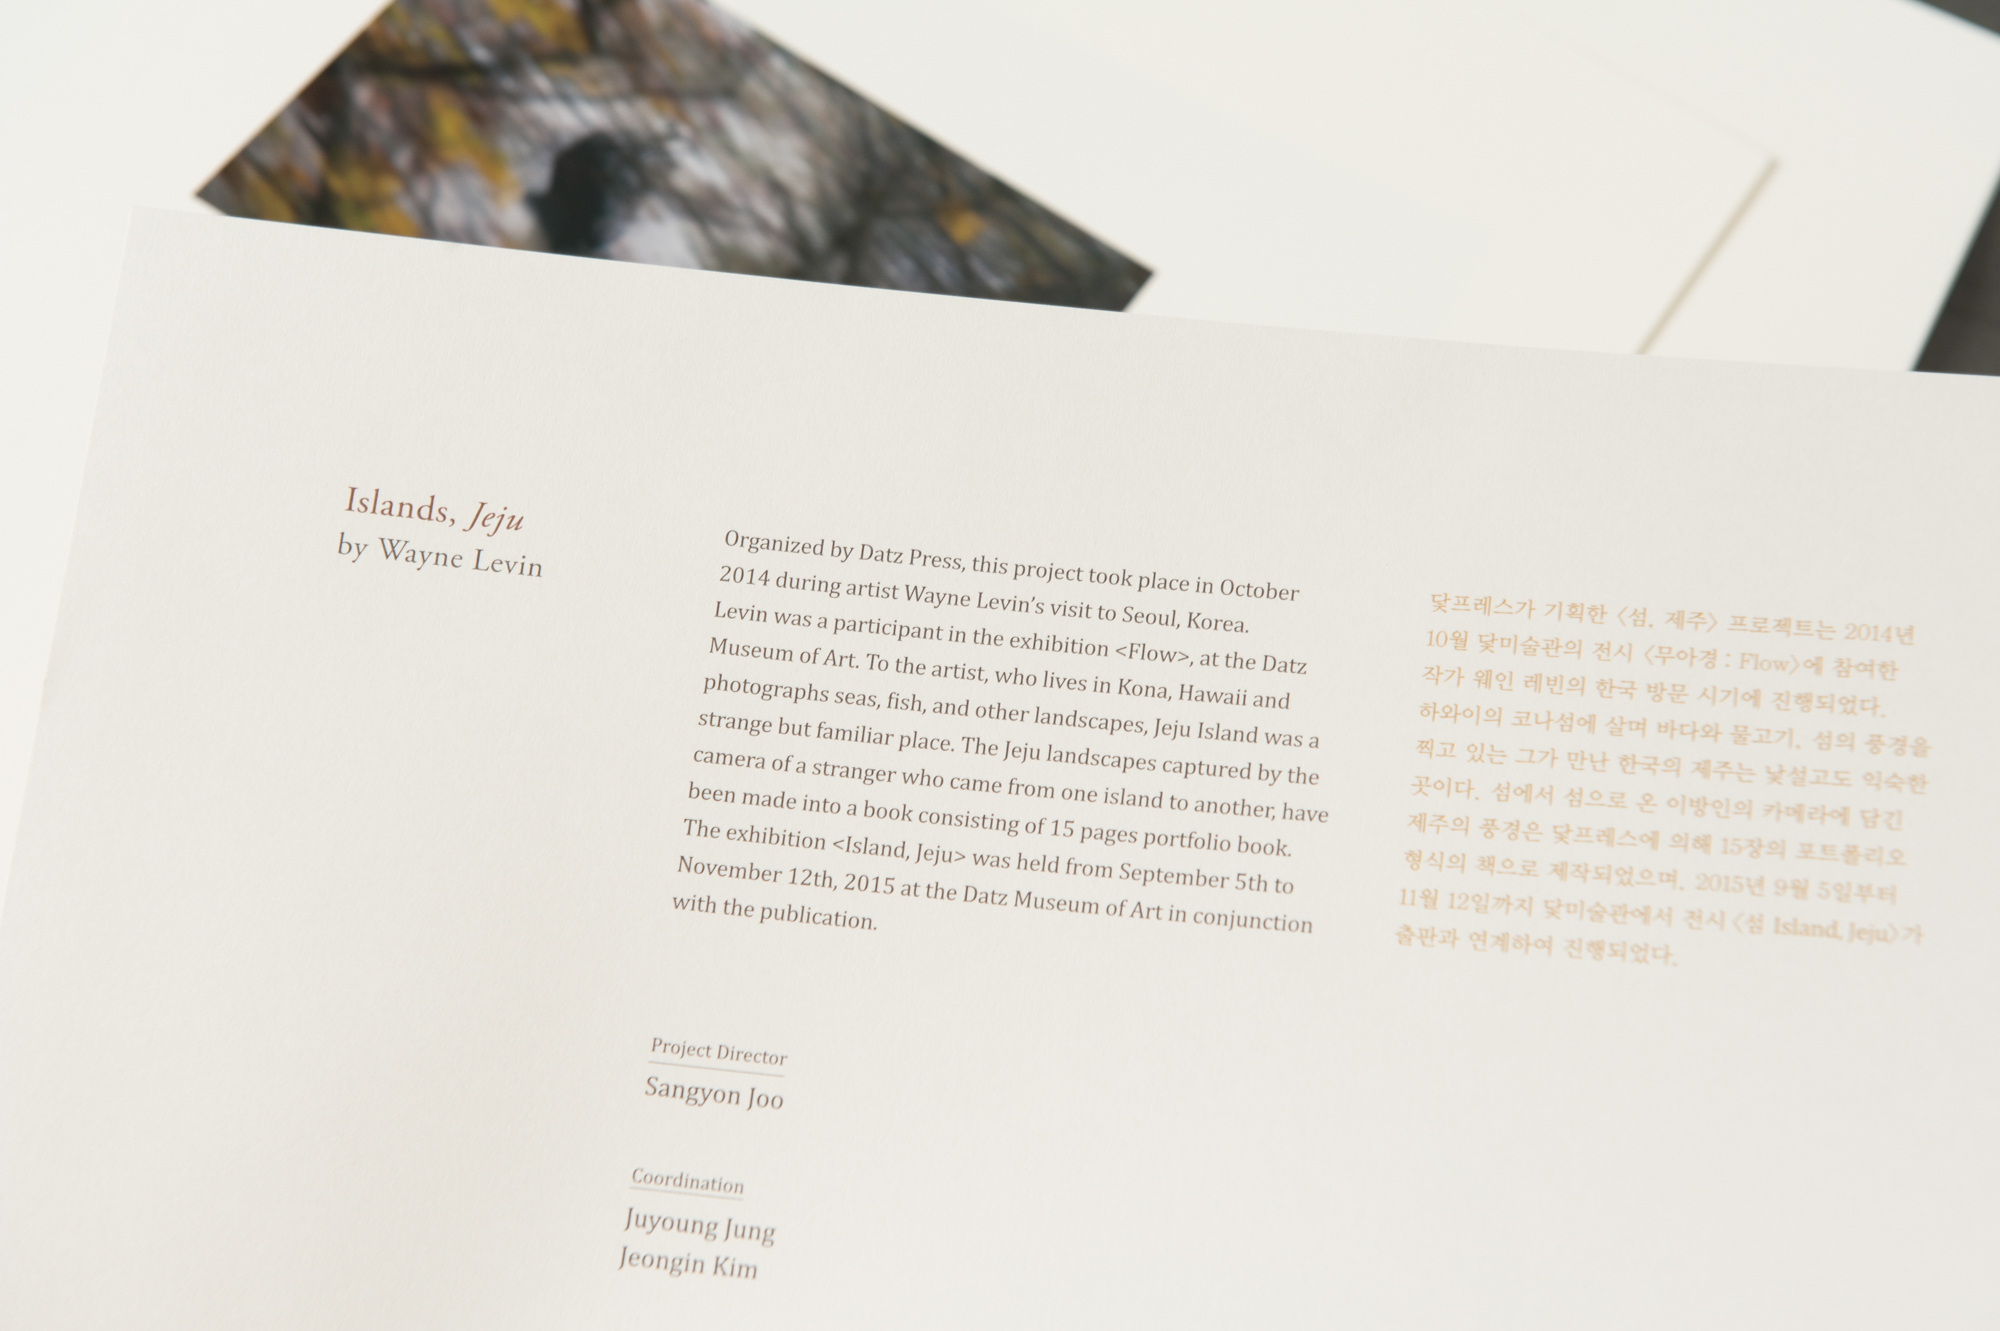 Islands, Jeju
by Wayne Levin
Organized by Datz Press, this project took place in October
2014 during artist Wayne Levin’s visit to Seoul, Korea.
Levin was a participant in the exhibition <Flow>, at the Datz
Museum of Art. To the artist, who lives in Kona, Hawaii and
photographs seas, fish, and other landscapes, Jeju Island was a
strange but familiar place. The Jeju landscapes captured by the
camera of a stranger who came from one island to another, have
been made into a book consisting of 15 pages portfolio book.
The exhibition <Island, Jeju> was held from September 5th to
November 12th, 2015 at the Datz Museum of Art in conjunction
with the publication.
닻프레스가 기획한 〈섬, 제주〉 프로젝트는 2014년
10월 닻미술관의 전시 〈무아경 : Flow〉에 참여한
작가 웨인 레빈의 한국 방문 시기에 진행되었다.
하와이의 코나섬에 살며 바다와 물고기, 섬의 풍경을
찍고 있는 그가 만난 한국의 제주는 낯설고도 익숙한
곳이다. 섬에서 섬으로 온 이방인의 카메라에 담긴
제주의 풍경은 닻프레스에 의해 15장의 포트폴리오
형식의 책으로 제작되었으며, 2015년 9월 5일부터
11월 12일까지 닻미술관에서 전시 〈섬 Island, Jeju〉가
출판과 연계하여 진행되었다.
Project Director
Sangyon Joo
Coordination
Juyoung Jung
Jeongin Kim